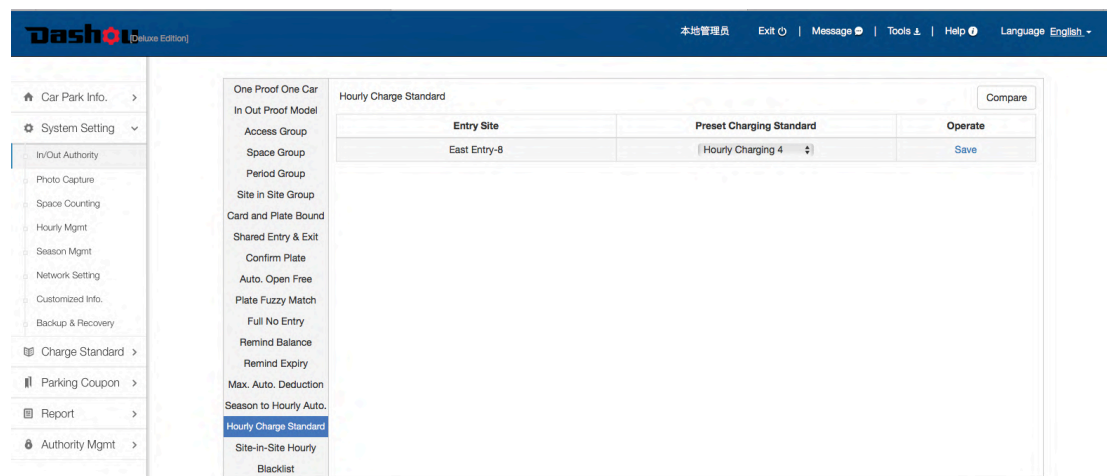 Dashou [Deluxe Edition]
本地管理员 Exit | Message | Tools | Help Language English
Car Park Info.
System Setting
In/Out Authority
Photo Capture
Space Counting
Hourly Mgmt
Season Mgmt
Network Setting
Customized Info.
Backup & Recovery
Charge Standard
Parking Coupon
Report
Authority Mgmt
One Proof One Car
In Out Proof Model
Access Group
Space Group
Period Group
Site in Site Group
Card and Plate Bound
Shared Entry & Exit
Confirm Plate
Auto. Open Free
Plate Fuzzy Match
Full No Entry
Remind Balance
Remind Expiry
Max. Auto. Deduction
Season to Hourly Auto.
Hourly Charge Standard
Site-in-Site Hourly
Blacklist
Hourly Charge Standard Compare
Entry Site Preset Charging Standard Operate
East Entry-8 Hourly Charging 4 Save